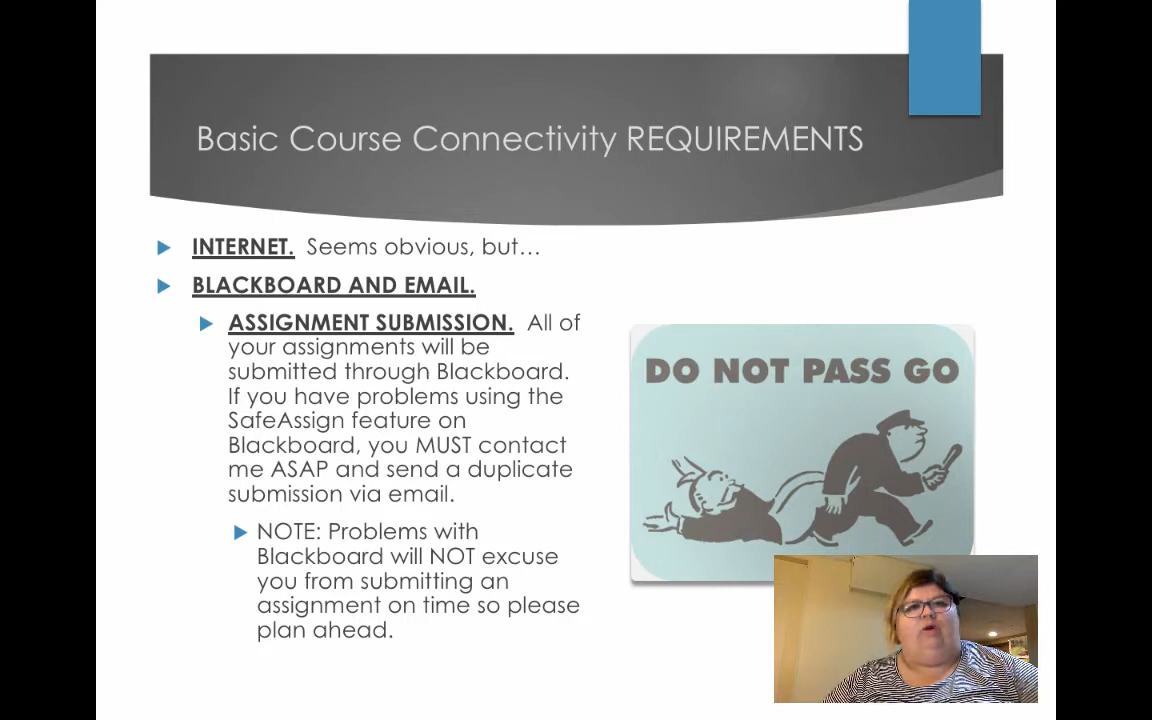 Basic Course Connectivity REQUIREMENTS
INTERNET.  Seems obvious, but…
BLACKBOARD AND EMAIL.
ASSIGNMENT SUBMISSION.  All of
your assignments will be
submitted through Blackboard.
If you have problems using the
SafeAssign feature on
Blackboard, you MUST contact
me ASAP and send a duplicate
submission via email.
NOTE: Problems with
Blackboard will NOT excuse
you from submitting an
assignment on time so please
plan ahead.
DO NOT PASS GO